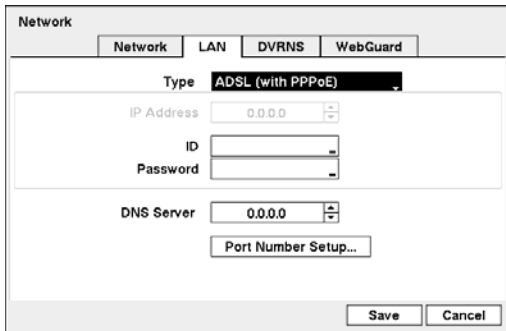 Network
Network LAN DVRNS WebGuard
Type ADSL (with PPPoE)
IP Address 0.0.0.0
ID
Password
DNS Server 0.0.0.0
Port Number Setup...
Save Cancel